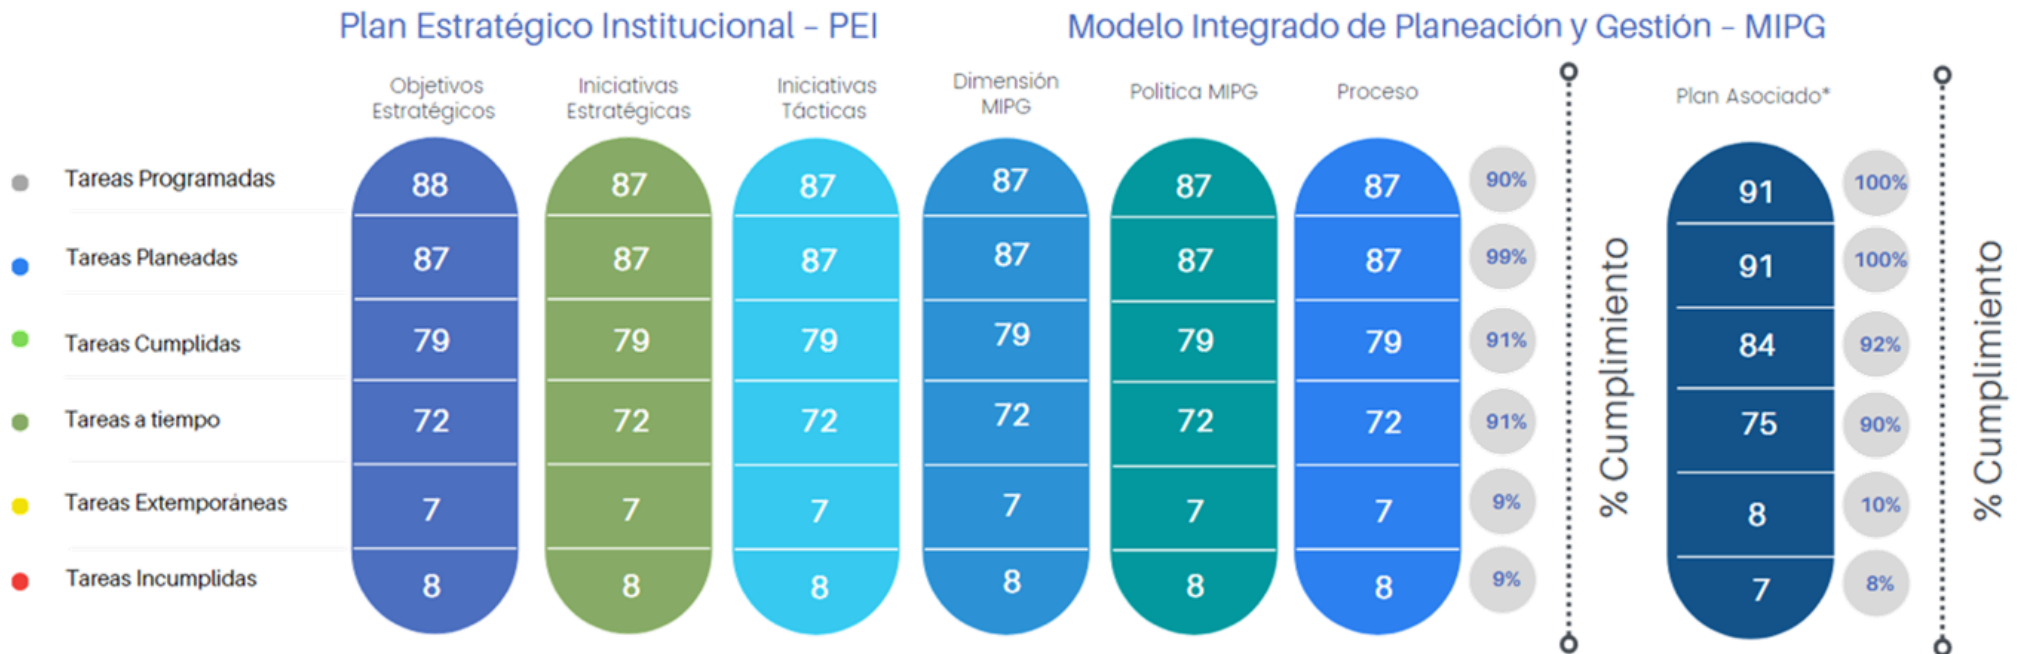 Plan Estratégico Institucional – PEI
Modelo Integrado de Planeación y Gestión – MIPG
Objetivos
Estratégicos
Iniciativas
Estratégicas
Iniciativas
Tácticas
Dimensión
MIPG
Politica MIPG
Proceso
Plan Asociado*
Tareas Programadas 88 87 87 87 87 87 90% 91 100%
Tareas Planeadas 87 87 87 87 87 87 99% 91 100%
Tareas Cumplidas 79 79 79 79 79 79 91% 84 92%
Tareas a tiempo 72 72 72 72 72 72 91% 75 90%
Tareas Extemporáneas 7 7 7 7 7 7 9% 8 10%
Tareas Incumplidas 8 8 8 8 8 8 9% 7 8%
% Cumplimiento
% Cumplimiento